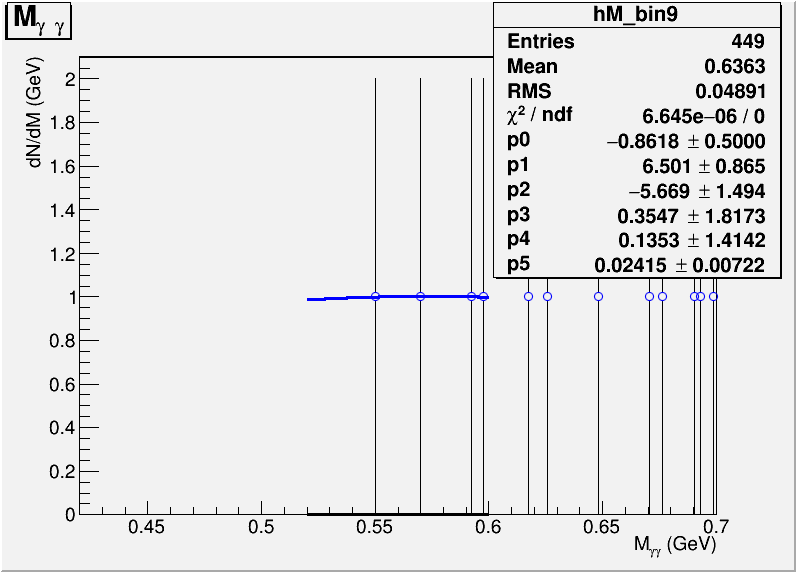 Mγ γ
hM_bin9
Entries 449
Mean 0.6363
RMS 0.04891
χ² / ndf 6.645e−06 / 0
p0 −0.8618 ± 0.5000
p1 6.501 ± 0.865
p2 −5.669 ± 1.494
p3 0.3547 ± 1.8173
p4 0.1353 ± 1.4142
p5 0.02415 ± 0.00722
dN/dM (GeV)
2
1.8
1.6
1.4
1.2
1
0.8
0.6
0.4
0.2
0
0.45 0.5 0.55 0.6 0.65 0.7
Mγγ (GeV)